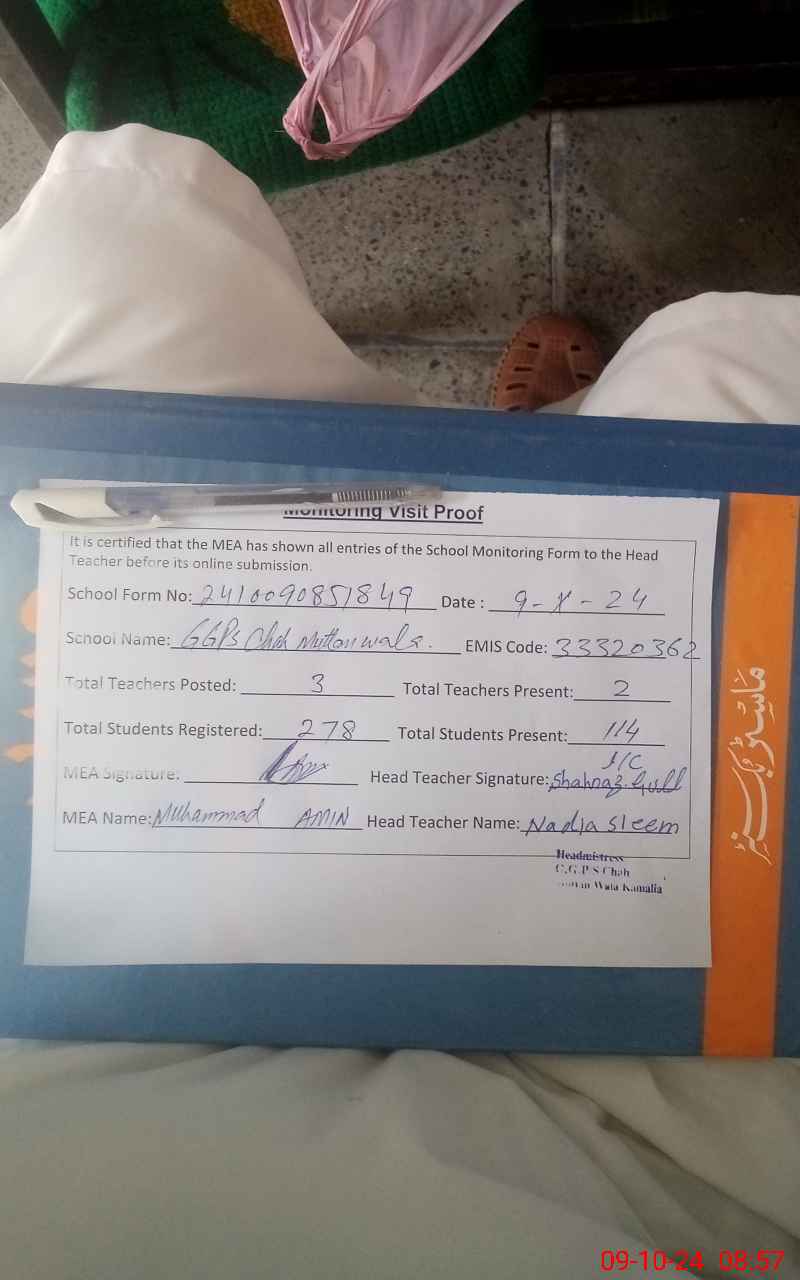 Monitoring Visit Proof
It is certified that the MEA has shown all entries of the School Monitoring Form to the Head
Teacher before its online submission.
School Form No: 2410090851849 Date : 9-X-24
School Name: GGPS Chah Muttanwala. EMIS Code: 33320362
Total Teachers Posted: 3 Total Teachers Present: 2
Total Students Registered: 278 Total Students Present: 114
I/C
MEA Signature: Head Teacher Signature: Shahnaz Gull
MEA Name: Muhammad AMIN Head Teacher Name: Nadia Sleem
Headmistress
G.G.P.S Chah
Wala Kamalia
09-10-24 08:57